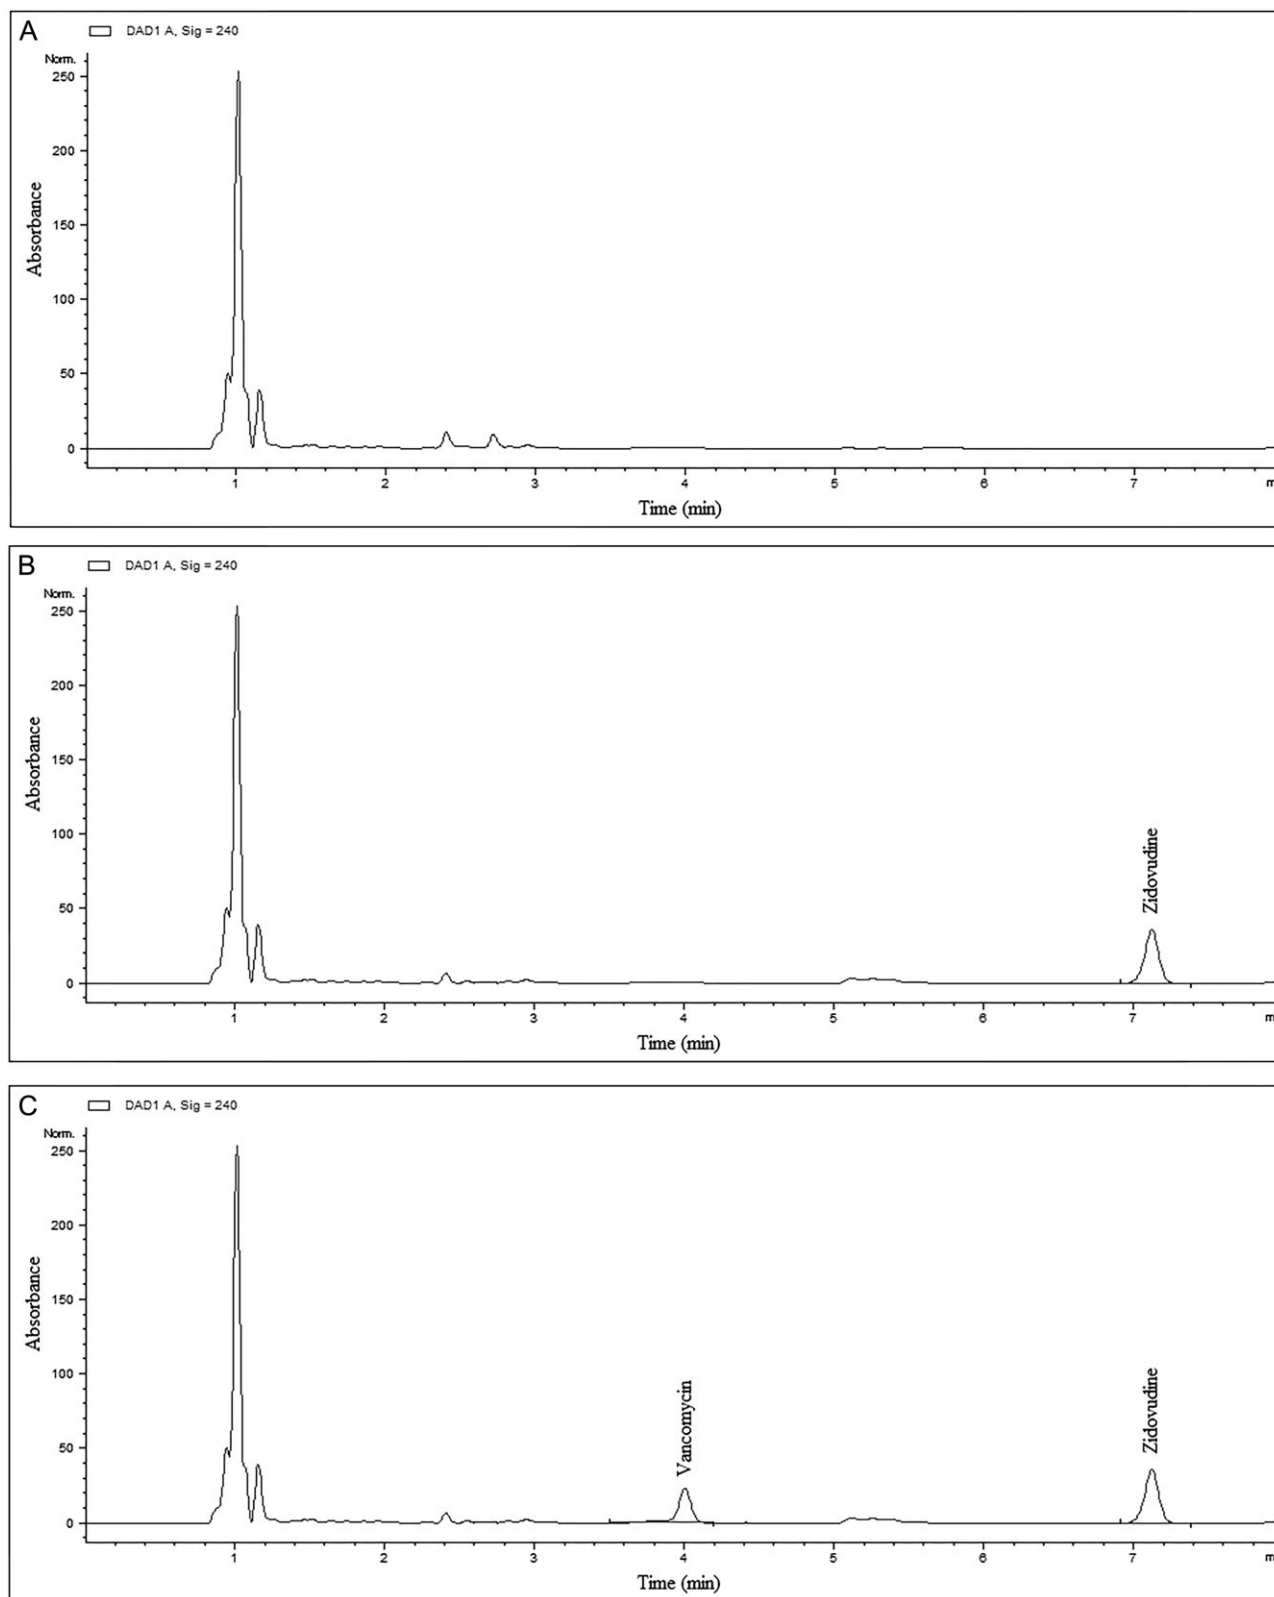 A
DAD1 A, Sig = 240
Norm.
250
200
150
100
50
0
Absorbance
1 2 3 4 5 6 7 m
Time (min)
B
DAD1 A, Sig = 240
Norm.
250
200
150
100
50
0
Absorbance
Zidovudine
1 2 3 4 5 6 7 m
Time (min)
C
DAD1 A, Sig = 240
Norm.
250
200
150
100
50
0
Absorbance
Vancomycin
Zidovudine
1 2 3 4 5 6 7 m
Time (min)